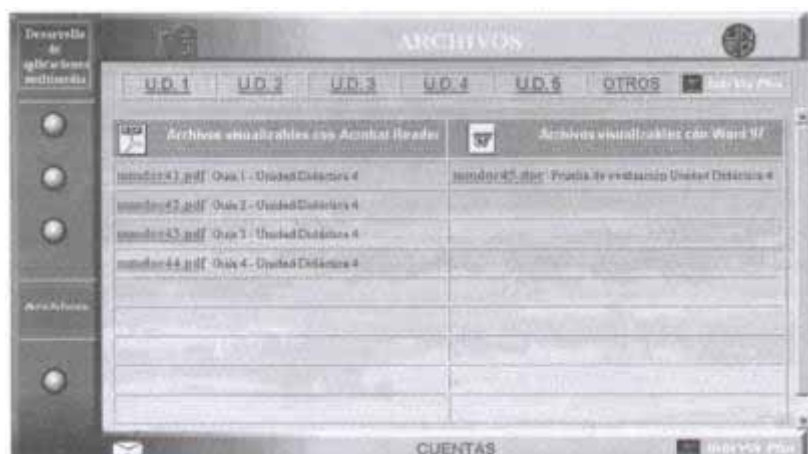 Desarrollo
de
aplicaciones
multimedia
ARCHIVOS
U.D. 1 U.D. 2 U.D. 3 U.D. 4 U.D. 5 OTROS
Archivos visualizables con Acrobat Reader
Archivos visualizables con Word 97
Guía 1 - Unidad Didáctica 4
Prueba de evaluación Unidad Didáctica 4
Guía 2 - Unidad Didáctica 4
Guía 3 - Unidad Didáctica 4
Guía 4 - Unidad Didáctica 4
Archivos
CUENTAS